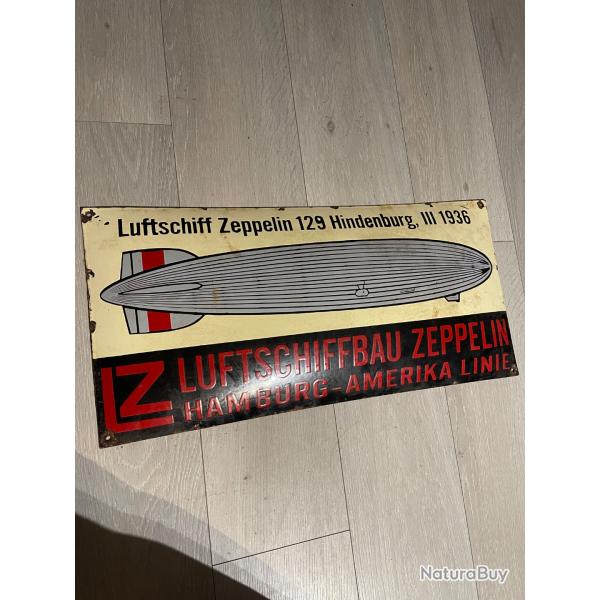 Luftschiff Zeppelin 129 Hindenburg, III 1936
LZ
LUFTSCHIFFBAU ZEPPELIN
HAMBURG-AMERIKA LINIE
NaturaBuy